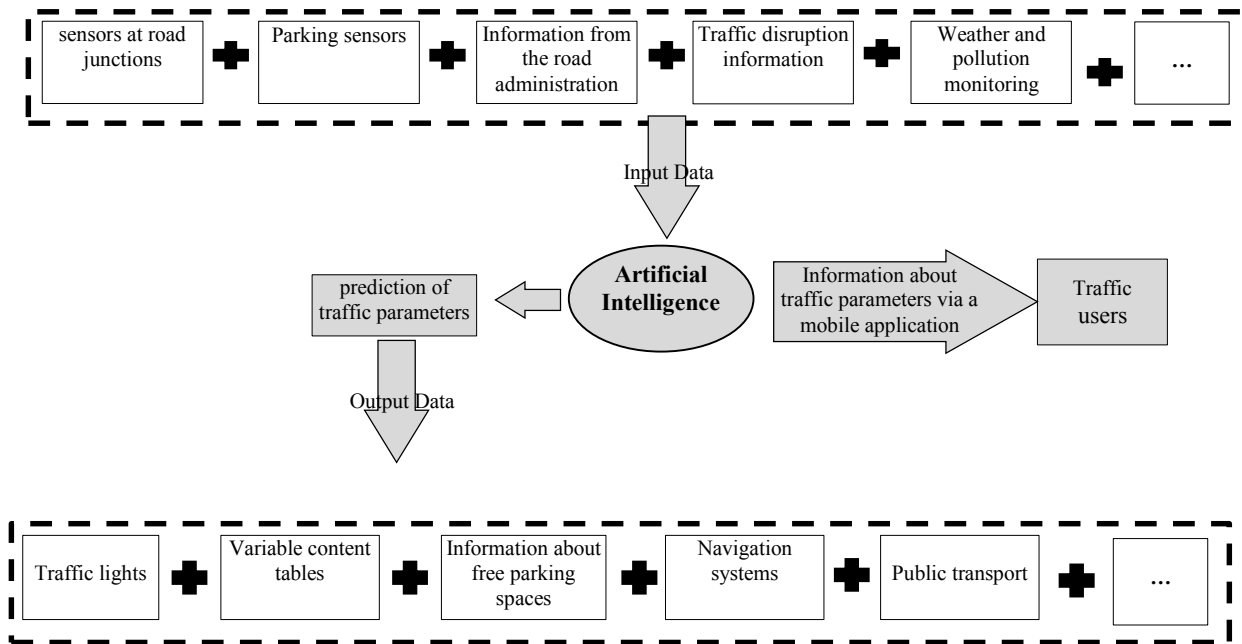 sensors at road
junctions
Parking sensors
Information from
the road
administration
Traffic disruption
information
Weather and
pollution
monitoring
...
Input Data
Artificial
Intelligence
prediction of
traffic parameters
Information about
traffic parameters via a
mobile application
Traffic
users
Output Data
Traffic lights
Variable content
tables
Information about
free parking
spaces
Navigation
systems
Public transport
...